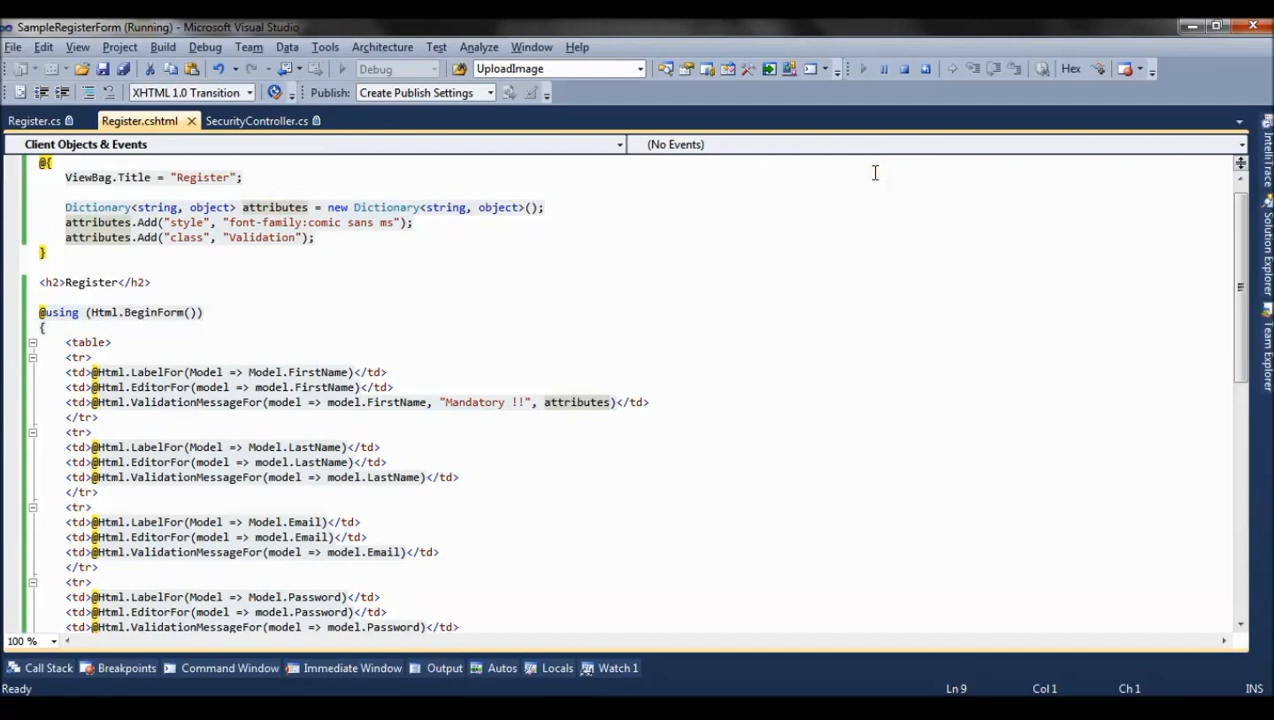 SampleRegisterForm (Running) - Microsoft Visual Studio
File Edit View Project Build Debug Team Data Tools Architecture Test Analyze Window Help
Debug UploadImage Hex
XHTML 1.0 Transition Publish: Create Publish Settings
Register.cs Register.cshtml SecurityController.cs
Client Objects & Events (No Events)
@{
ViewBag.Title = "Register";
Dictionary<string, object> attributes = new Dictionary<string, object>();
attributes.Add("style", "font-family:comic sans ms");
attributes.Add("class", "Validation");
}
<h2>Register</h2>
@using (Html.BeginForm())
{
<table>
<tr>
<td>@Html.LabelFor(Model => Model.FirstName)</td>
<td>@Html.EditorFor(model => model.FirstName)</td>
<td>@Html.ValidationMessageFor(model => model.FirstName, "Mandatory !!", attributes)</td>
</tr>
<tr>
<td>@Html.LabelFor(Model => Model.LastName)</td>
<td>@Html.EditorFor(model => model.LastName)</td>
<td>@Html.ValidationMessageFor(model => model.LastName)</td>
</tr>
<tr>
<td>@Html.LabelFor(Model => Model.Email)</td>
<td>@Html.EditorFor(model => model.Email)</td>
<td>@Html.ValidationMessageFor(model => model.Email)</td>
</tr>
<tr>
<td>@Html.LabelFor(Model => Model.Password)</td>
<td>@Html.EditorFor(model => model.Password)</td>
<td>@Html.ValidationMessageFor(model => model.Password)</td>
100 %
IntelliTrace
Solution Explorer
Team Explorer
Call Stack Breakpoints Command Window Immediate Window Output Autos Locals Watch 1
Ready Ln 9 Col 1 Ch 1 INS